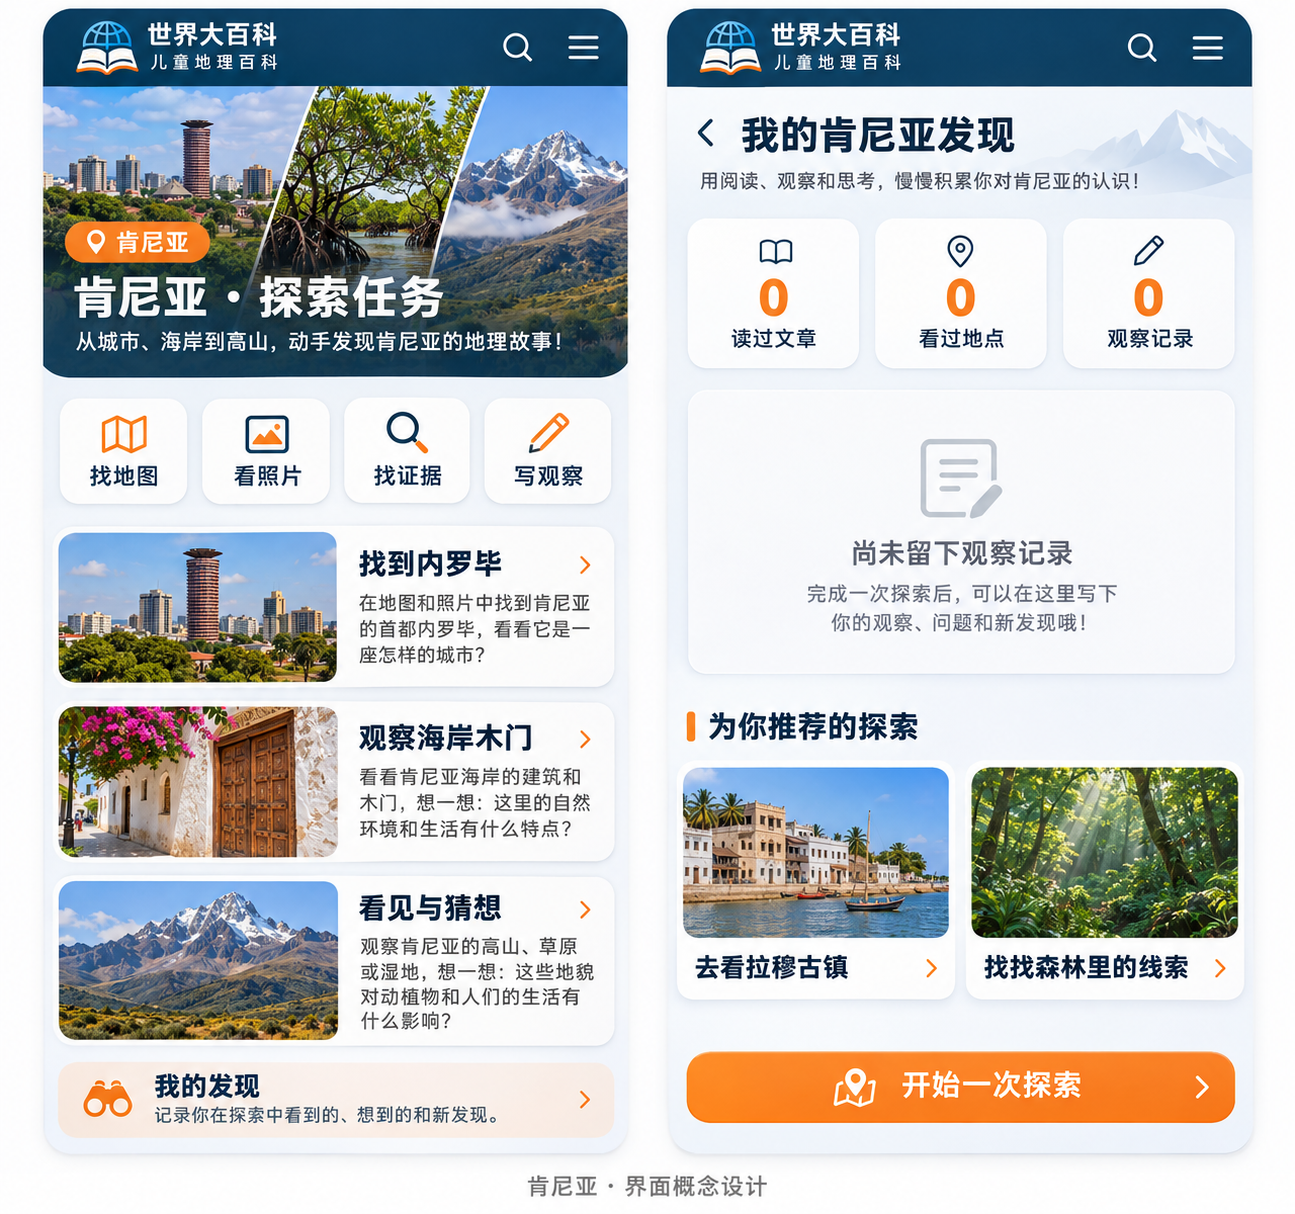 世界大百科
儿童地理百科
肯尼亚
肯尼亚·探索任务
从城市、海岸到高山，动手发现肯尼亚的地理故事！
找地图
看照片
找证据
写观察
找到内罗毕
在地图和照片中找到肯尼亚
的首都内罗毕，看看它是一
座怎样的城市？
观察海岸木门
看看肯尼亚海岸的建筑和
木门，想一想：这里的自然
环境和生活有什么特点？
看见与猜想
观察肯尼亚的高山、草原
或湿地，想一想：这些地貌
对动植物和人们的生活有
什么影响？
我的发现
记录你在探索中看到的、想到的和新发现。
世界大百科
儿童地理百科
我的肯尼亚发现
用阅读、观察和思考，慢慢积累你对肯尼亚的认识！
0
读过文章
0
看过地点
0
观察记录
尚未留下观察记录
完成一次探索后，可以在这里写下
你的观察、问题和新发现哦！
为你推荐的探索
去看拉穆古镇
找找森林里的线索
开始一次探索
肯尼亚·界面概念设计